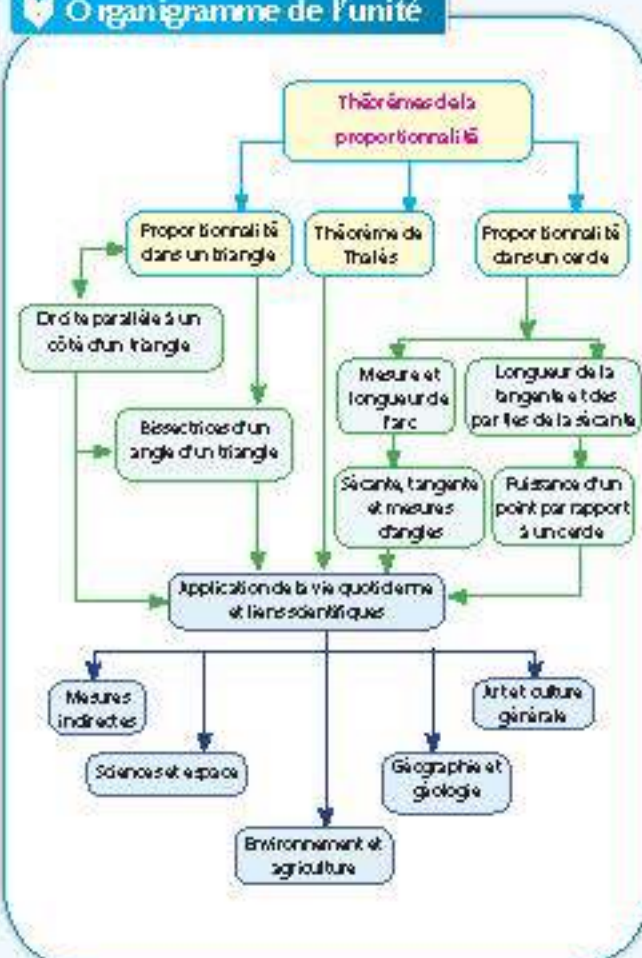 Organigramme de l'unité
Théorèmes de la
proportionnalité
Proportionnalité
dans un triangle
Théorème de
Thalès
Proportionnalité
dans un cercle
Droite parallèle à un
côté d'un triangle
Mesure et
longueur de
l'arc
Longueur de la
tangente et des
parties de la sécante
Bissectrices d'un
angle d'un triangle
Sécante, tangente
et mesures
d'angles
Puissance d'un
point par rapport
à un cercle
Application de la vie quotidienne
et liens scientifiques
Mesures
indirectes
Art et culture
générale
Sciences et espace
Géographie et
géologie
Environnement et
agriculture